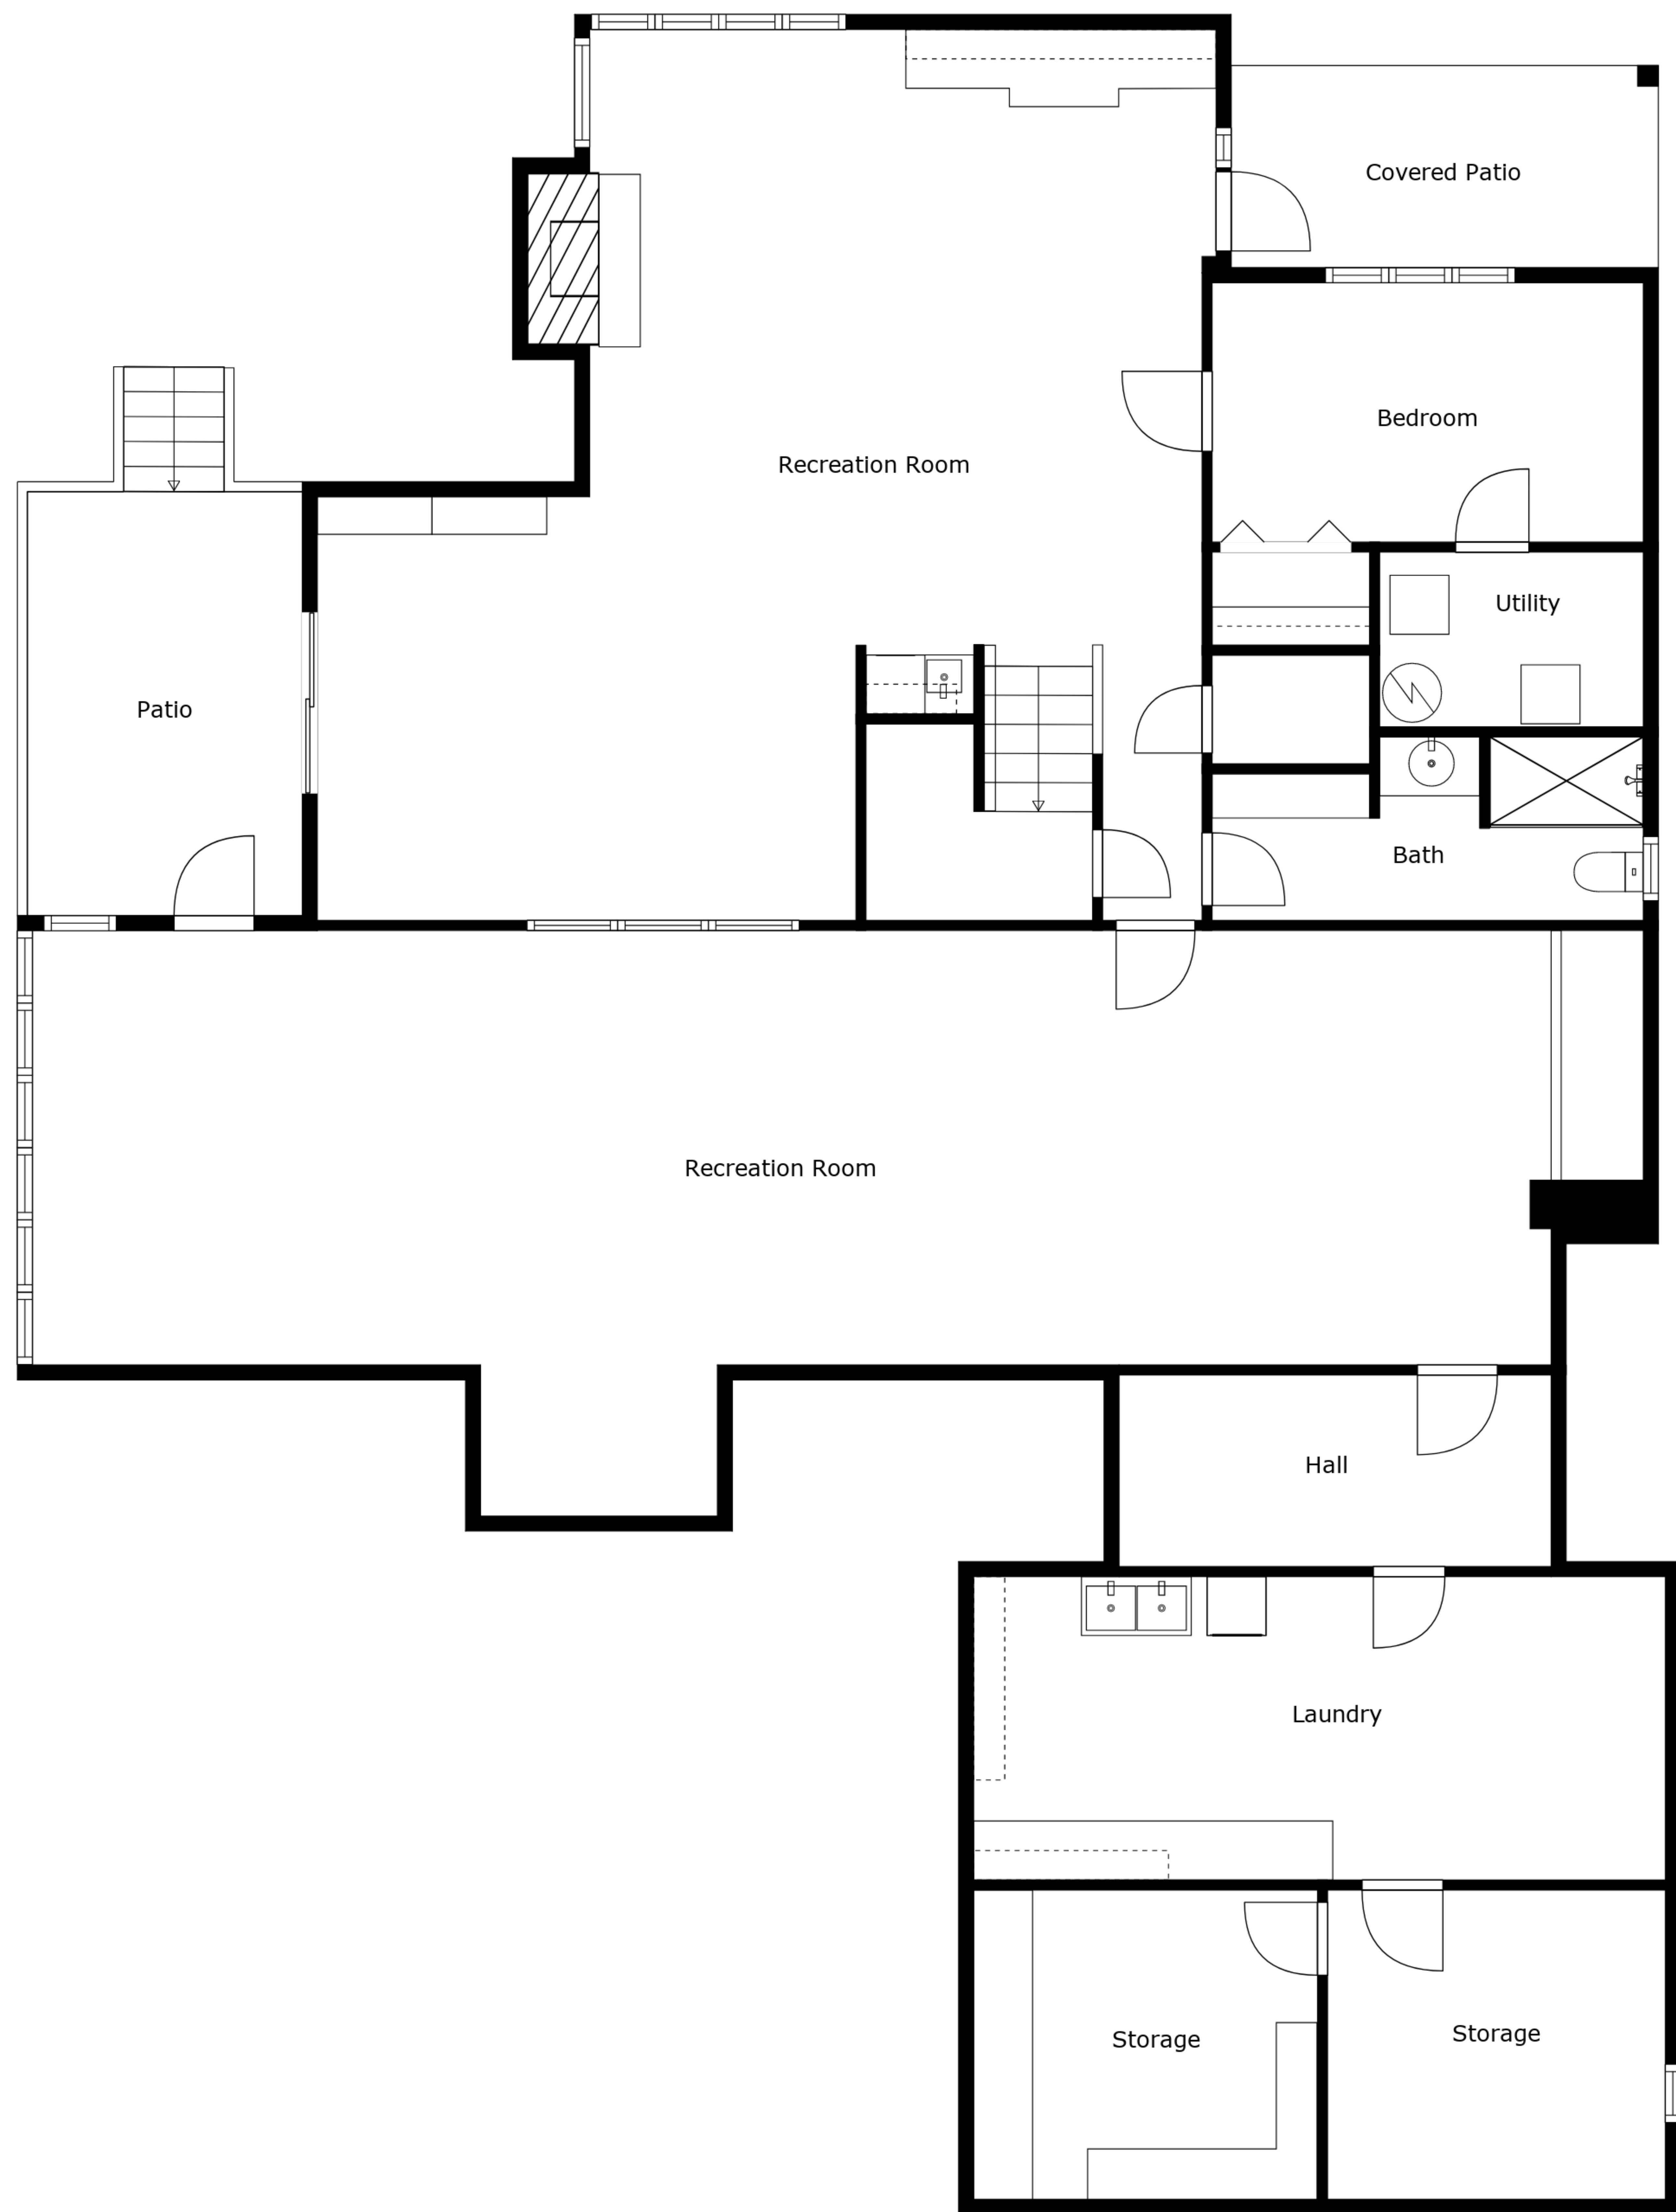 Covered Patio
Bedroom
Recreation Room
Utility
Patio
Bath
Recreation Room
Hall
Laundry
Storage
Storage